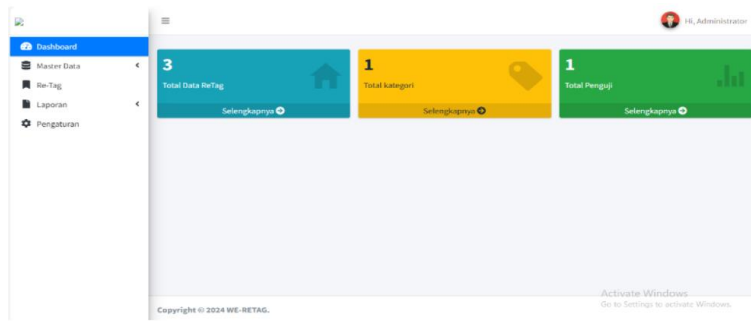 Hi, Administrator
Dashboard
Master Data
Re-Tag
Laporan
Pengaturan
3
Total Data ReTag
Selengkapnya
1
Total kategori
Selengkapnya
1
Total Penguji
Selengkapnya
Activate Windows
Go to Settings to activate Windows.
Copyright © 2024 WE-RETAG.